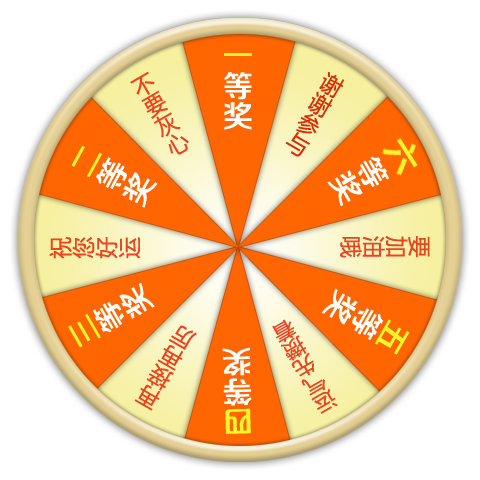 一等奖
谢谢参与
六等奖
要加油哦
五等奖
运气先攒着
四等奖
再接再厉
三等奖
祝您好运
二等奖
不要灰心